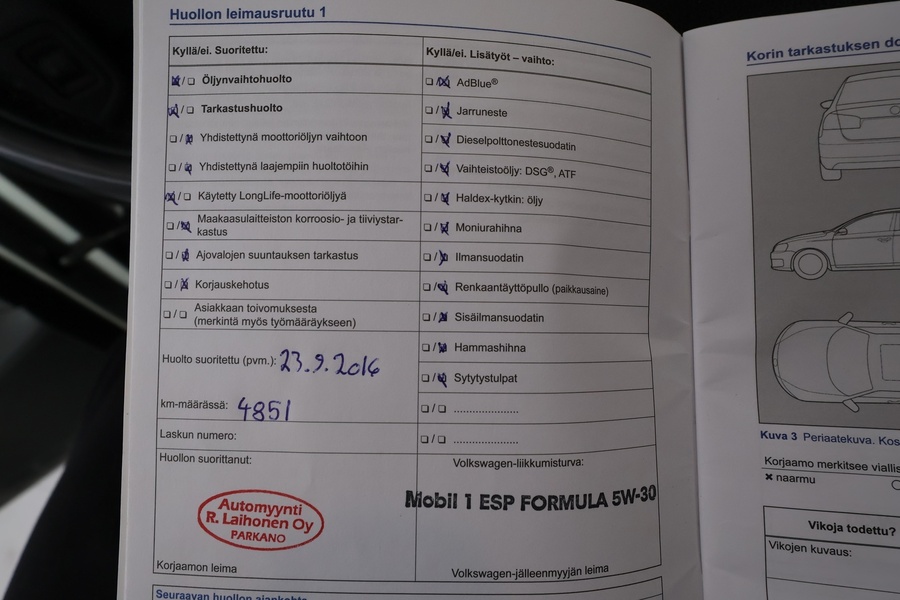 Huollon leimausruutu 1
Kyllä/ei. Suoritettu:
Öljynvaihtohuolto
Tarkastushuolto
Yhdistettynä moottoriöljyn vaihtoon
Yhdistettynä laajempiin huoltotöihin
Käytetty LongLife-moottoriöljyä
Maakaasulaitteiston korroosio- ja tiiviystar-
kastus
Ajovalojen suuntauksen tarkastus
Korjauskehotus
Asiakkaan toivomuksesta
(merkintä myös työmääräykseen)
Huolto suoritettu (pvm.): 23.9.2016
km-määrässä: 4851
Laskun numero:
Huollon suorittanut:
Automyynti
R. Laihonen Oy
PARKANO
Korjaamon leima
Kyllä/ei. Lisätyöt – vaihto:
AdBlue®
Jarruneste
Dieselpolttonestesuodatin
Vaihteistoöljy: DSG®, ATF
Haldex-kytkin: öljy
Moniurahihna
Ilmansuodatin
Renkaantäyttöpullo (paikkausaine)
Sisäilmansuodatin
Hammashihna
Sytytystulpat
Volkswagen-liikkumisturva:
Mobil 1 ESP FORMULA 5W-30
Volkswagen-jälleenmyyjän leima
Seuraavan huollon ajankohta
Korin tarkastuksen
Kuva 3 Periaatekuva.
Korjaamo merkitsee
× naarmu
Vikoja todettu?
Vikojen kuvaus: